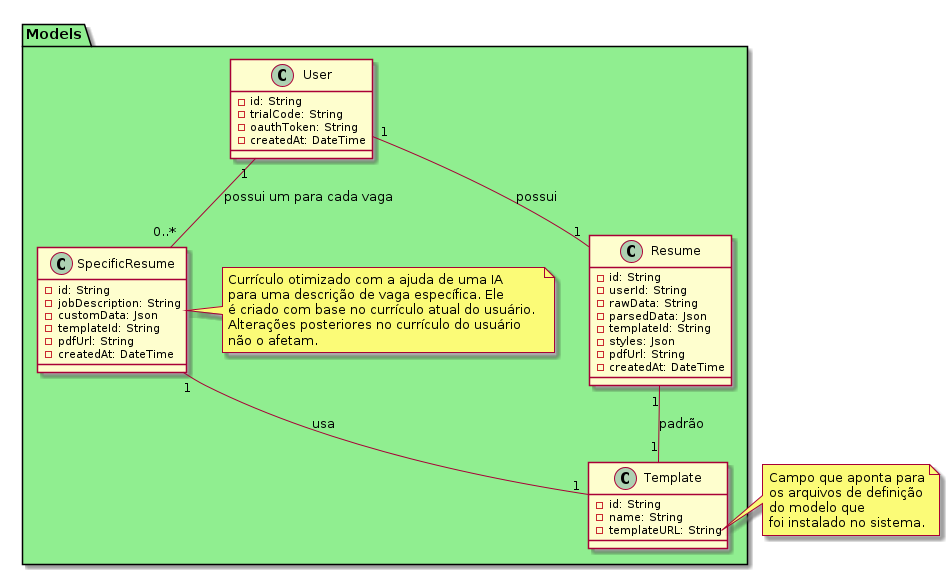 Models
C User
id: String
trialCode: String
oauthToken: String
createdAt: DateTime
1
1
possui um para cada vaga
possui
0..*
1
C SpecificResume
id: String
jobDescription: String
customData: Json
templateId: String
pdfUrl: String
createdAt: DateTime
Currículo otimizado com a ajuda de uma IA
para uma descrição de vaga específica. Ele
é criado com base no currículo atual do usuário.
Alterações posteriores no currículo do usuário
não o afetam.
C Resume
id: String
userId: String
rawData: String
parsedData: Json
templateId: String
styles: Json
pdfUrl: String
createdAt: DateTime
1
1
usa
padrão
1
1
C Template
id: String
name: String
templateURL: String
Campo que aponta para
os arquivos de definição
do modelo que
foi instalado no sistema.